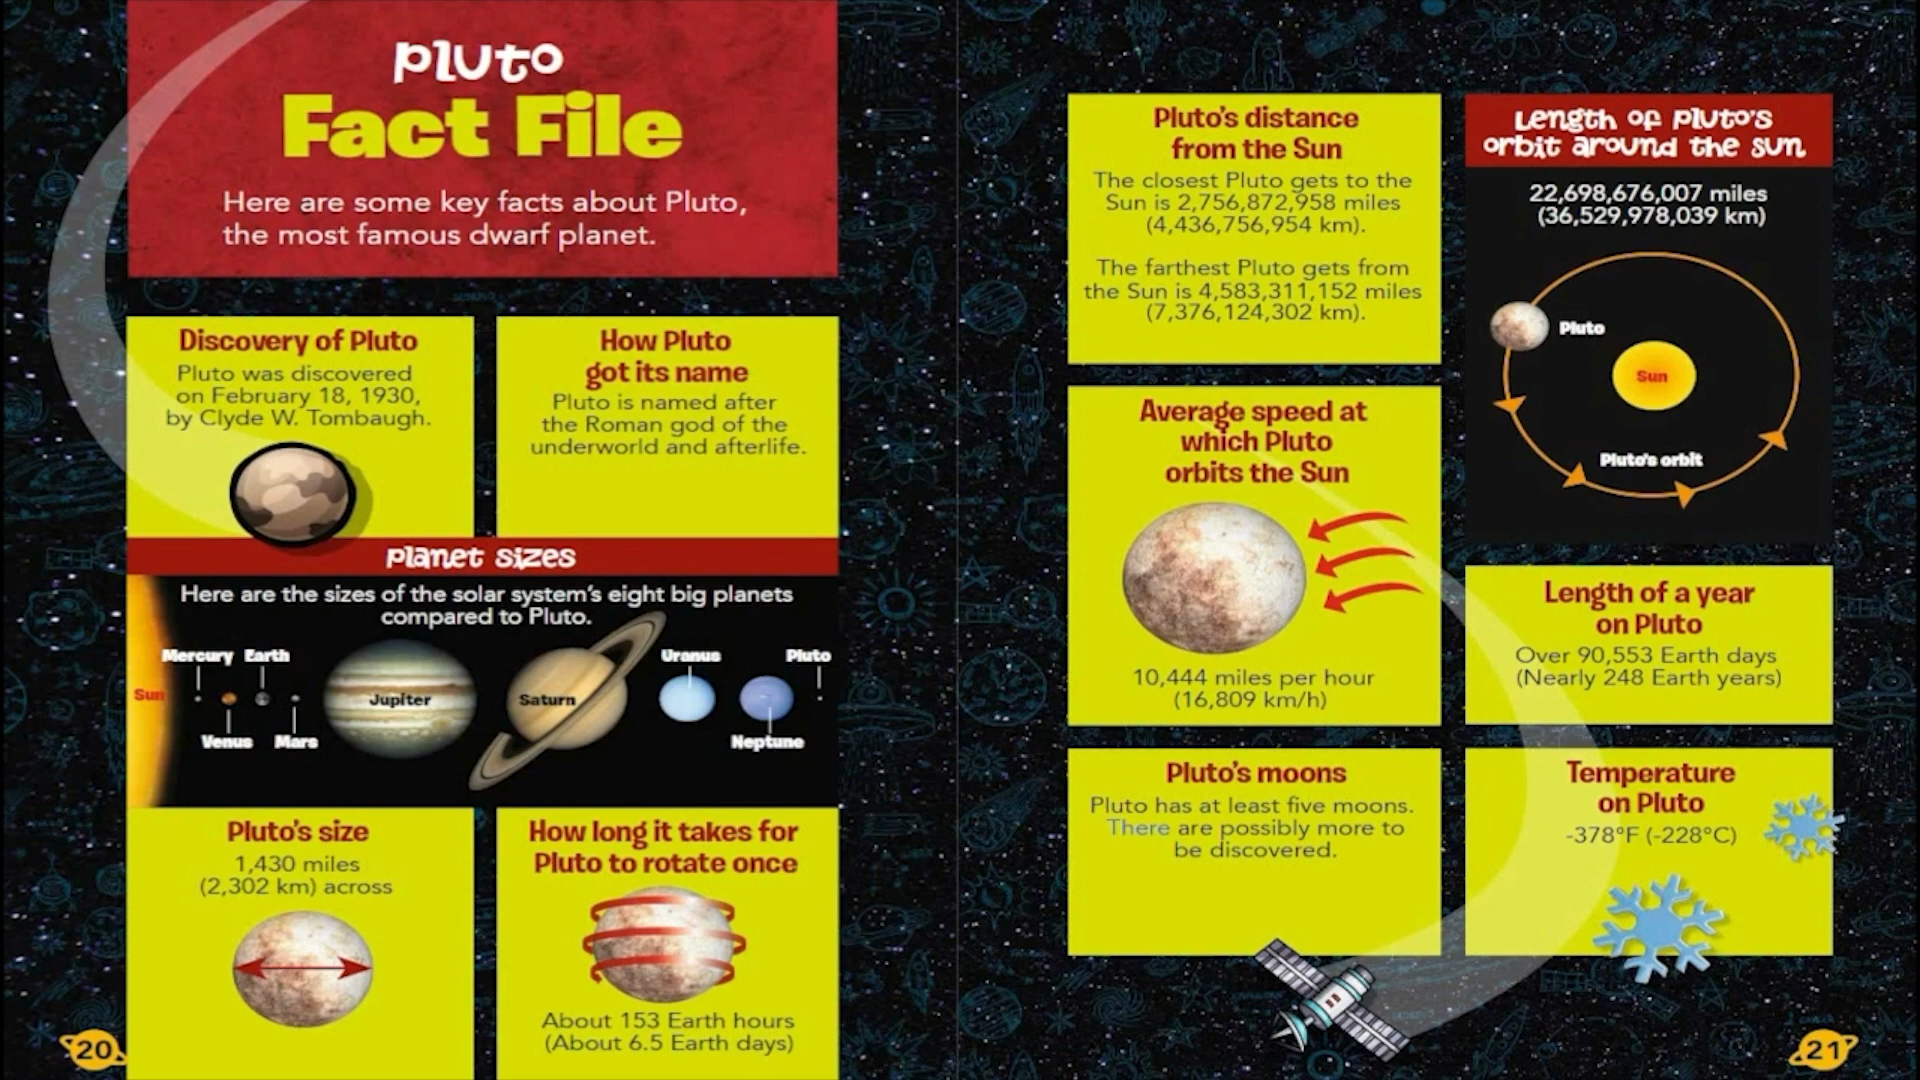 Pluto
Fact File
Here are some key facts about Pluto,
the most famous dwarf planet.
Discovery of Pluto
Pluto was discovered
on February 18, 1930,
by Clyde W. Tombaugh.
How Pluto
got its name
Pluto is named after
the Roman god of the
underworld and afterlife.
Planet Sizes
Here are the sizes of the solar system's eight big planets
compared to Pluto.
Sun
Mercury
Venus
Earth
Mars
Jupiter
Saturn
Uranus
Neptune
Pluto
Pluto's size
1,430 miles
(2,302 km) across
How long it takes for
Pluto to rotate once
About 153 Earth hours
(About 6.5 Earth days)
20
Pluto's distance
from the Sun
The closest Pluto gets to the
Sun is 2,756,872,958 miles
(4,436,756,954 km).
The farthest Pluto gets from
the Sun is 4,583,311,152 miles
(7,376,124,302 km).
Average speed at
which Pluto
orbits the Sun
10,444 miles per hour
(16,809 km/h)
Pluto's moons
Pluto has at least five moons.
There are possibly more to
be discovered.
Length of Pluto's
orbit around the Sun
22,698,676,007 miles
(36,529,978,039 km)
Pluto
Sun
Pluto's orbit
Length of a year
on Pluto
Over 90,553 Earth days
(Nearly 248 Earth years)
Temperature
on Pluto
-378°F (-228°C)
21